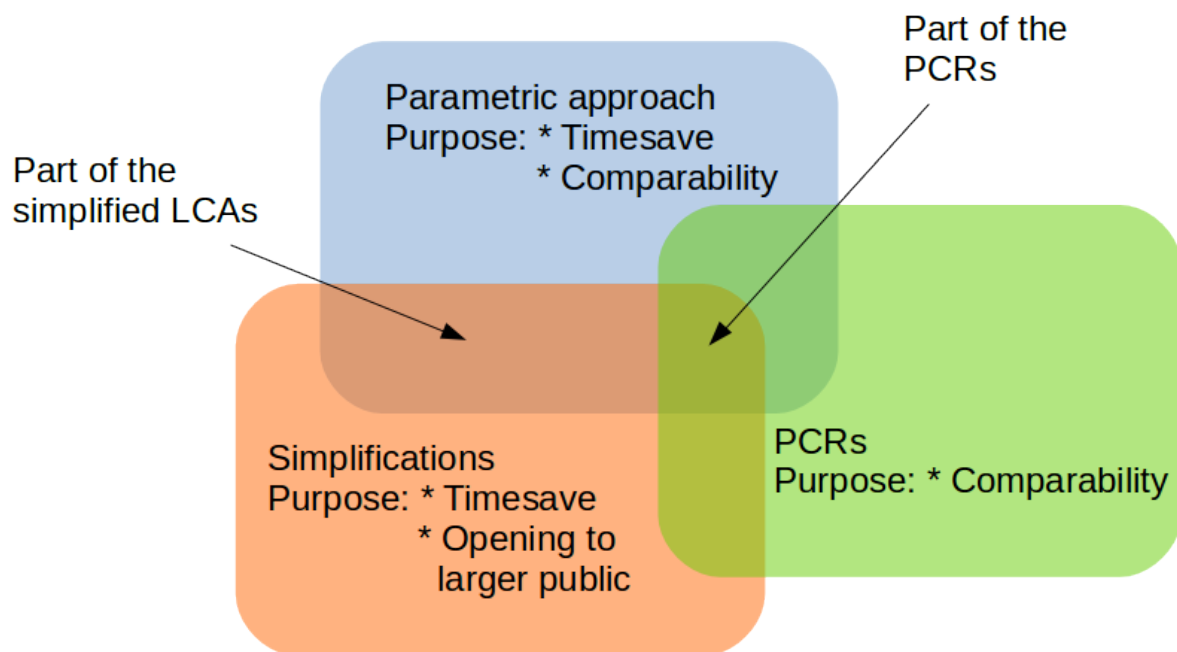 Part of the
PCRs
Parametric approach
Purpose: * Timesave
* Comparability
Part of the
simplified LCAs
PCRs
Purpose: * Comparability
Simplifications
Purpose: * Timesave
* Opening to
larger public